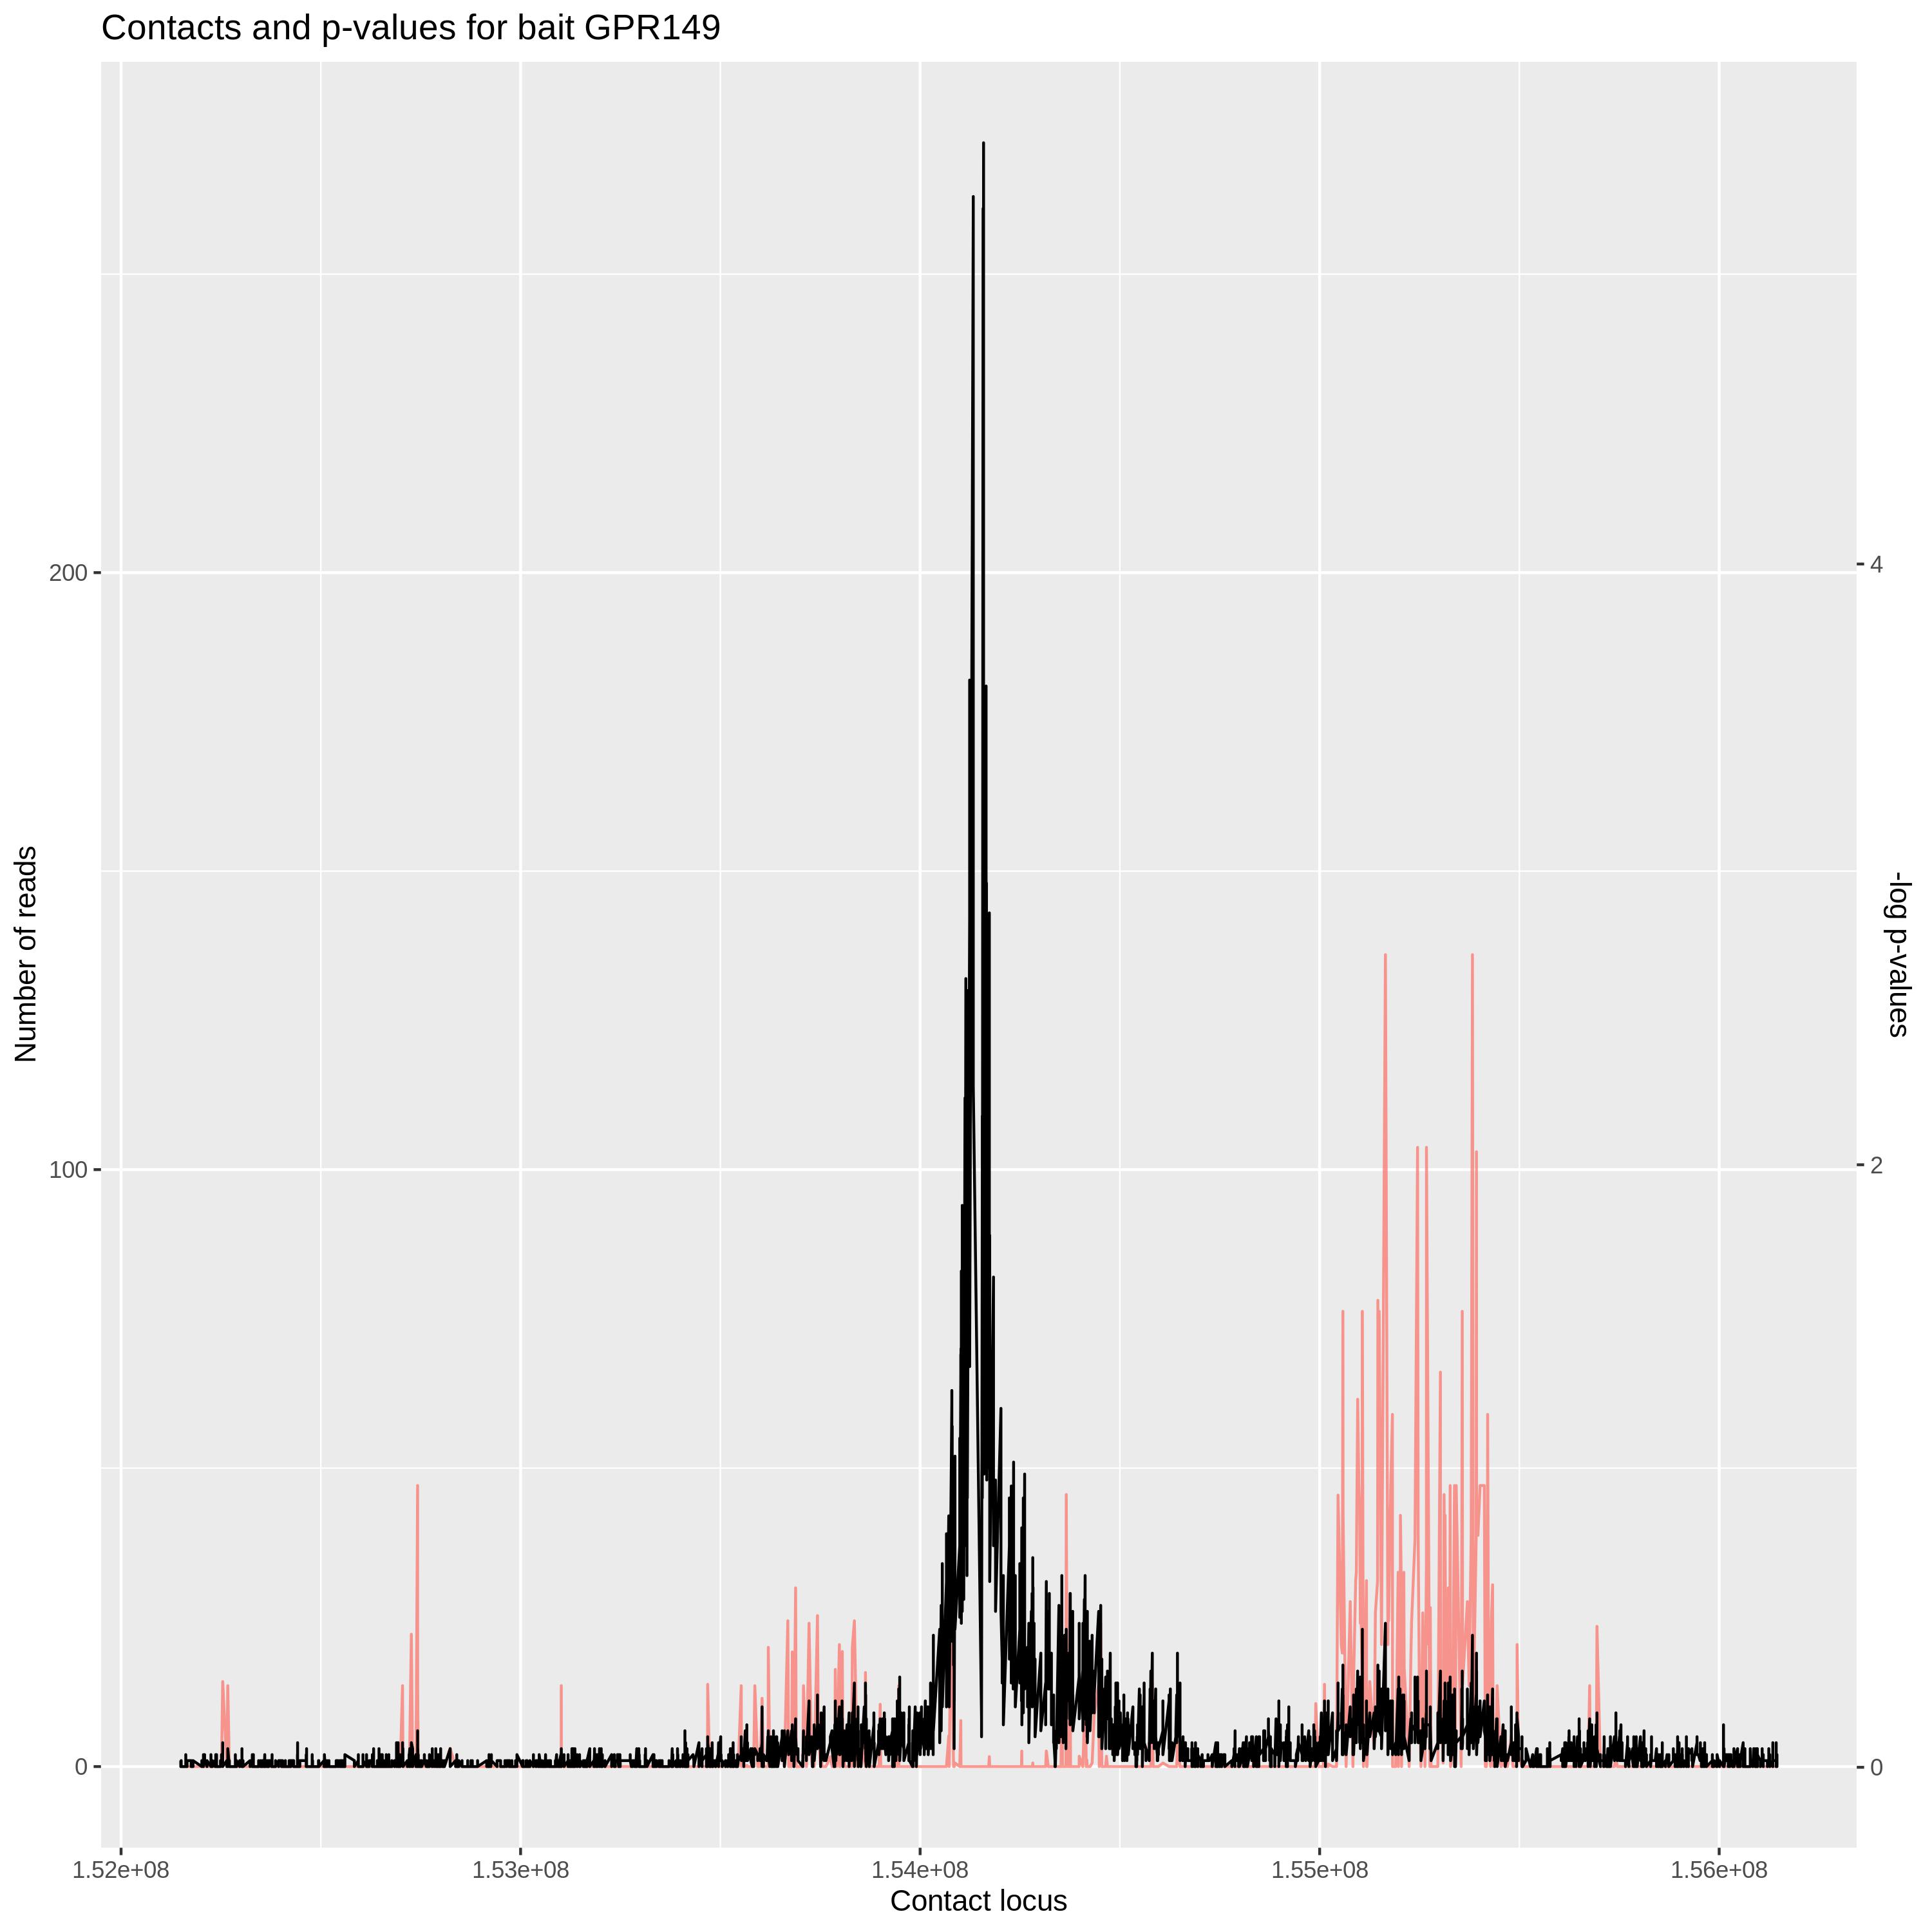 Contacts and p-values for bait GPR149
Number of reads
200
100
0
4
2
0
-log p-values
1.52e+08 1.53e+08 1.54e+08 1.55e+08 1.56e+08
Contact locus